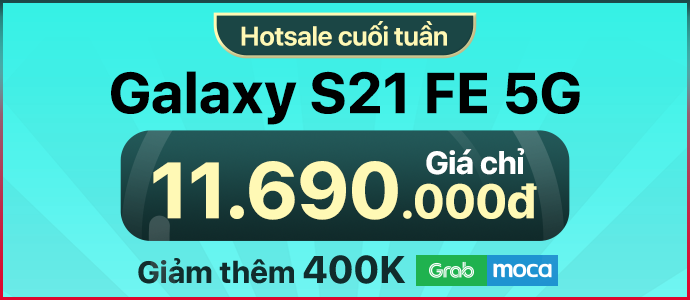 Hotsale cuối tuần
Galaxy S21 FE 5G
Giá chỉ
11.690.000đ
Giảm thêm 400K Grab moca